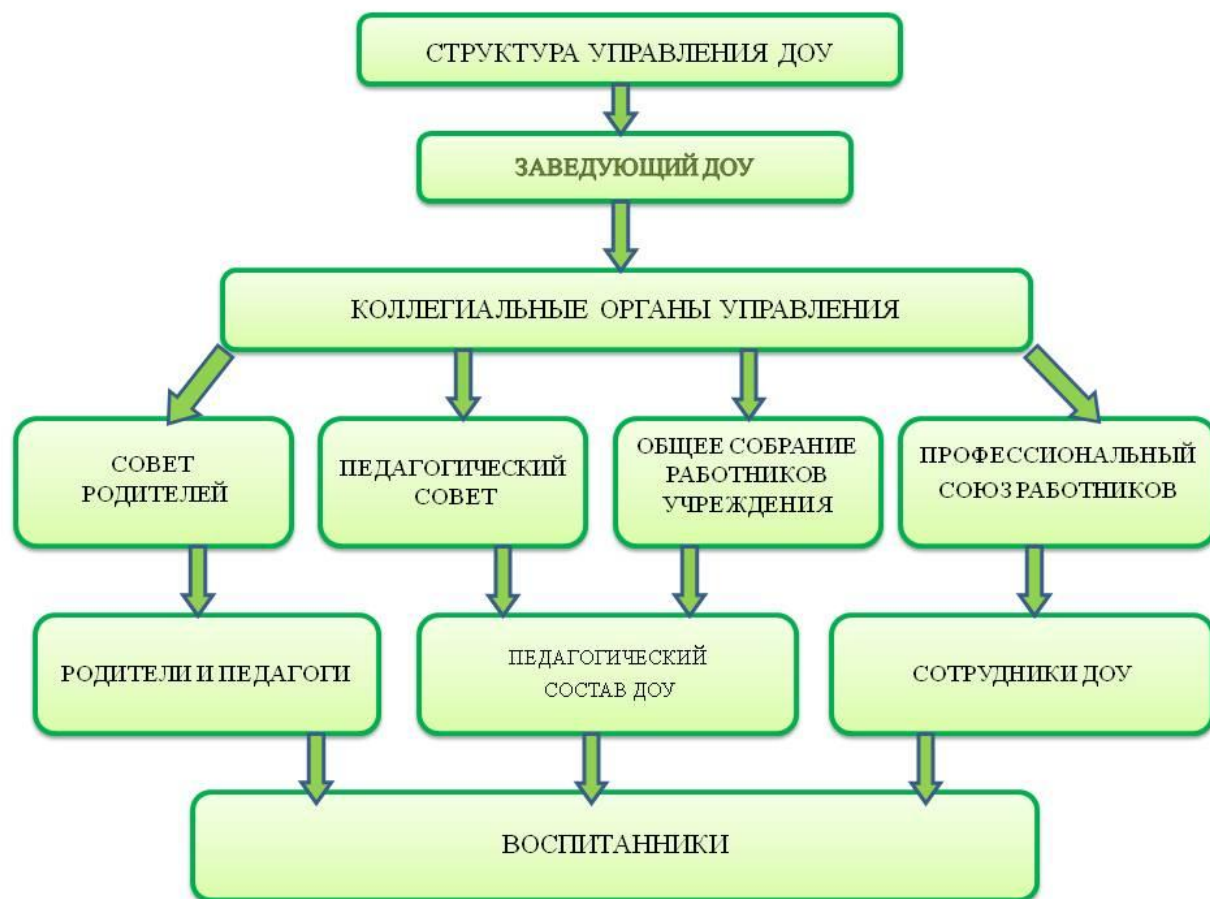 СТРУКТУРА УПРАВЛЕНИЯ ДОУ
ЗАВЕДУЮЩИЙ ДОУ
КОЛЛЕГИАЛЬНЫЕ ОРГАНЫ УПРАВЛЕНИЯ
СОВЕТ
РОДИТЕЛЕЙ
ПЕДАГОГИЧЕСКИЙ
СОВЕТ
ОБЩЕЕ СОБРАНИЕ
РАБОТНИКОВ
УЧРЕЖДЕНИЯ
ПРОФЕССИОНАЛЬНЫЙ
СОЮЗ РАБОТНИКОВ
РОДИТЕЛИ И ПЕДАГОГИ
ПЕДАГОГИЧЕСКИЙ
СОСТАВ ДОУ
СОТРУДНИКИ ДОУ
ВОСПИТАННИКИ